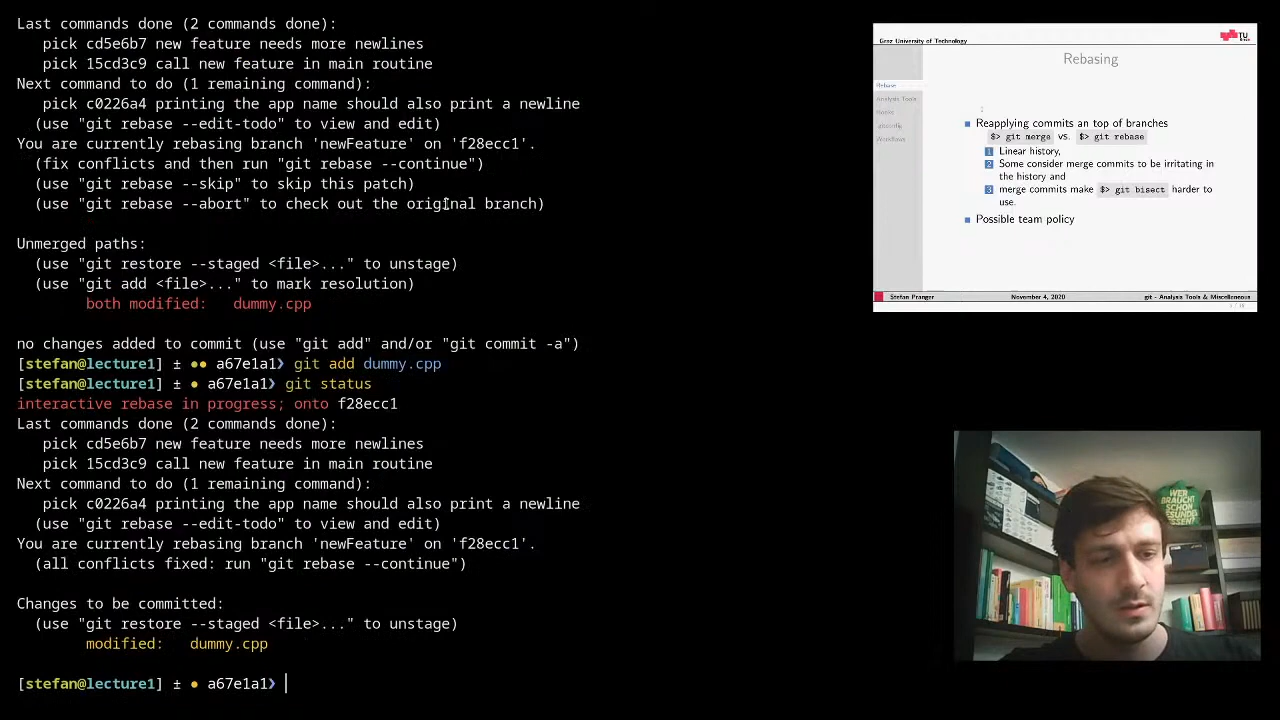 Last commands done (2 commands done):
pick cd5e6b7 new feature needs more newlines
pick 15cd3c9 call new feature in main routine
Next command to do (1 remaining command):
pick c0226a4 printing the app name should also print a newline
(use "git rebase --edit-todo" to view and edit)
You are currently rebasing branch 'newFeature' on 'f28ecc1'.
(fix conflicts and then run "git rebase --continue")
(use "git rebase --skip" to skip this patch)
(use "git rebase --abort" to check out the original branch)
Unmerged paths:
(use "git restore --staged <file>..." to unstage)
(use "git add <file>..." to mark resolution)
both modified: dummy.cpp
no changes added to commit (use "git add" and/or "git commit -a")
[stefan@lecture1] ± ●● a67e1a1❯ git add dummy.cpp
[stefan@lecture1] ± ● a67e1a1❯ git status
interactive rebase in progress; onto f28ecc1
Last commands done (2 commands done):
pick cd5e6b7 new feature needs more newlines
pick 15cd3c9 call new feature in main routine
Next command to do (1 remaining command):
pick c0226a4 printing the app name should also print a newline
(use "git rebase --edit-todo" to view and edit)
You are currently rebasing branch 'newFeature' on 'f28ecc1'.
(all conflicts fixed: run "git rebase --continue")
Changes to be committed:
(use "git restore --staged <file>..." to unstage)
modified: dummy.cpp
[stefan@lecture1] ± ● a67e1a1❯
Graz University of Technology
TU
Rebasing
Rebase
Analysis Tools
Hooks
.gitconfig
Workflows
Reapplying commits an top of branches
$> git merge vs. $> git rebase
1 Linear history,
2 Some consider merge commits to be irritating in
the history and
3 merge commits make $> git bisect harder to
use.
Possible team policy
Stefan Pranger November 4, 2020 git - Analysis Tools & Miscellaneous
WER
BRAUCHT
SCHON
GESUNDES
ESSEN?